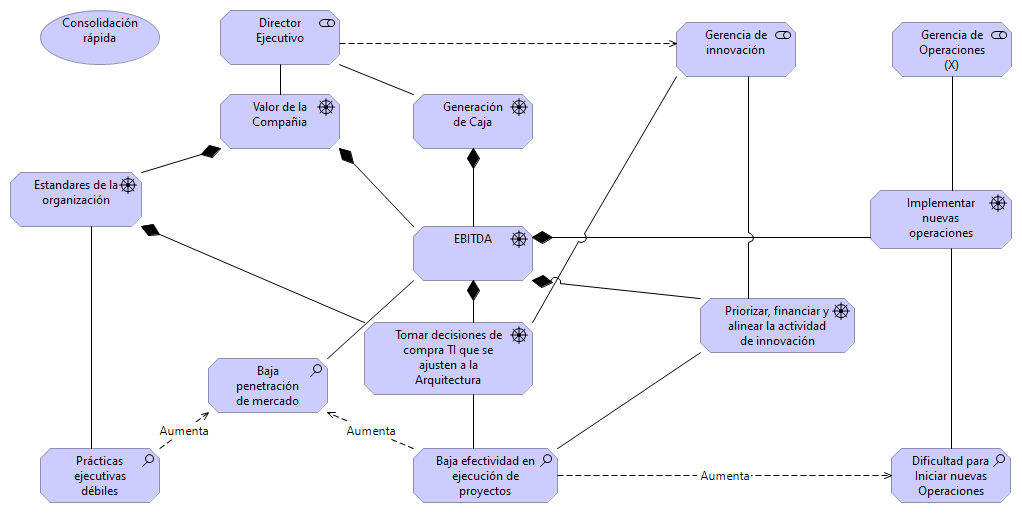 Consolidación
rápida
Director
Ejecutivo
Gerencia de
innovación
Gerencia de
Operaciones
(X)
Valor de la
Compañia
Generación
de Caja
Estandares de la
organización
Implementar
nuevas
operaciones
EBITDA
Priorizar, financiar y
alinear la actividad
de innovación
Tomar decisiones de
compra TI que se
ajusten a la
Arquitectura
Baja
penetración
de mercado
Aumenta
Aumenta
Prácticas
ejecutivas
débiles
Baja efectividad en
ejecución de
proyectos
Aumenta
Dificultad para
Iniciar nuevas
Operaciones